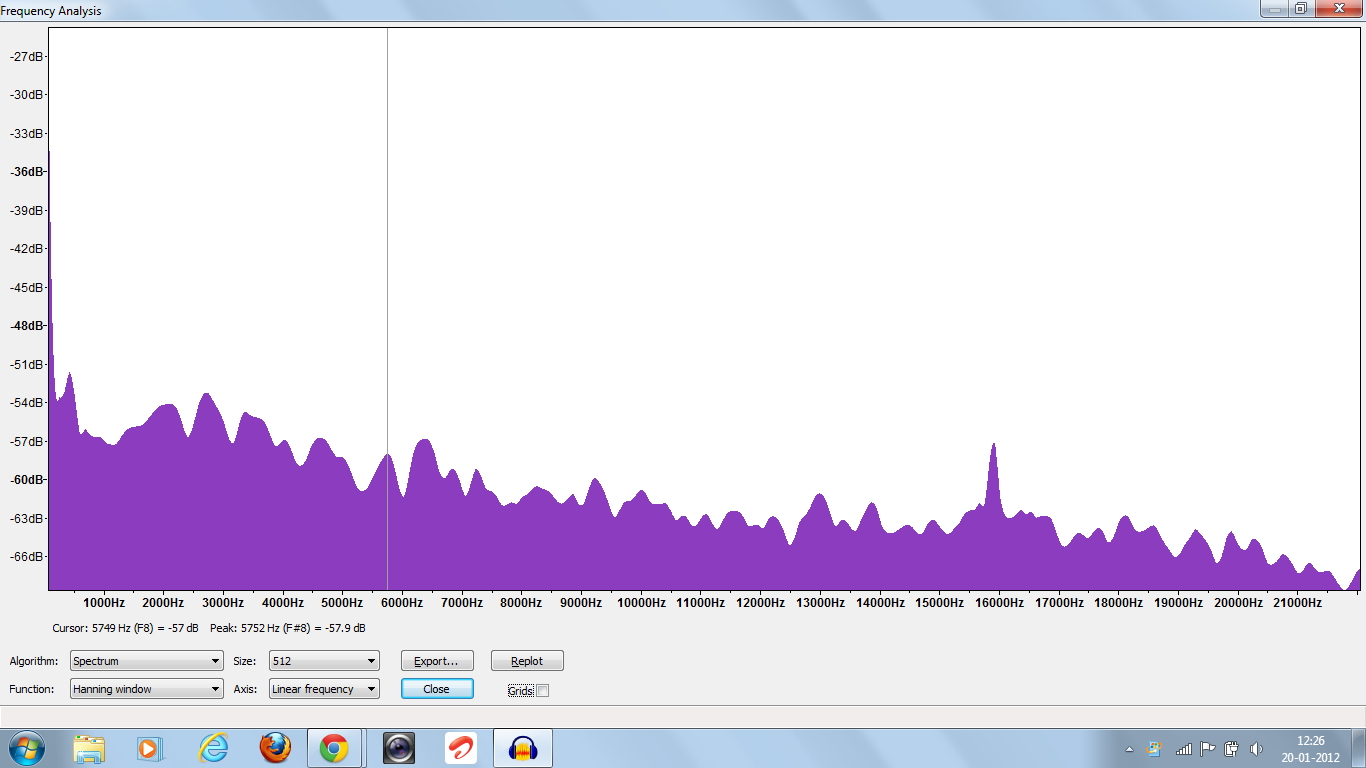 Frequency Analysis
-27dB
-30dB
-33dB
-36dB
-39dB
-42dB
-45dB
-48dB
-51dB
-54dB
-57dB
-60dB
-63dB
-66dB
1000Hz 2000Hz 3000Hz 4000Hz 5000Hz 6000Hz 7000Hz 8000Hz 9000Hz 10000Hz 11000Hz 12000Hz 13000Hz 14000Hz 15000Hz 16000Hz 17000Hz 18000Hz 19000Hz 20000Hz 21000Hz
Cursor: 5749 Hz (F8) = -57 dB Peak: 5752 Hz (F#8) = -57.9 dB
Algorithm: Spectrum Size: 512 Export... Replot
Function: Hanning window Axis: Linear frequency Close Grids
12:26
20-01-2012